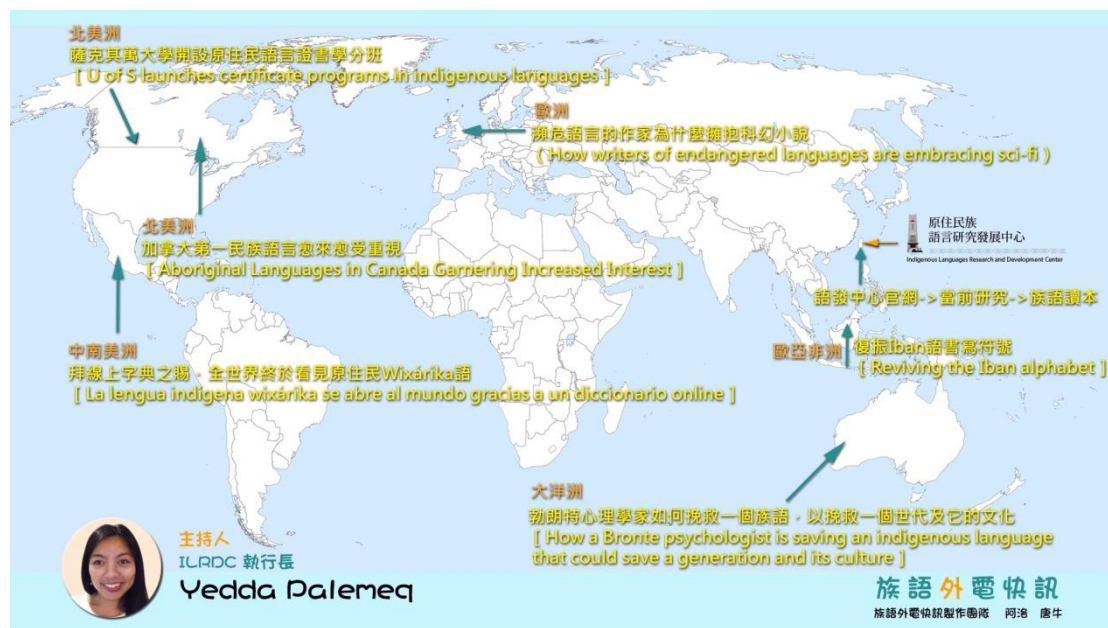 北美洲
薩克其萬大學開設原住民語言證書學分班
[ U of S launches certificate programs in indigenous languages ]
歐洲
瀕危語言的作家為什麼擁抱科幻小說
( How writers of endangered languages are embracing sci-fi )
北美洲
加拿大第一民族語言愈來愈受重視
[ Aboriginal Languages in Canada Garnering Increased Interest ]
原住民族
語言研究發展中心
Indigenous Languages Research and Development Center
語發中心官網->當前研究->族語讀本
中南美洲
拜線上字典之賜．全世界終於看見原住民Wixárika語
[ La lengua indígena wixárika se abre al mundo gracias a un diccionario online ]
歐亞非洲
復振Iban語書寫符號
[ Reviving the Iban alphabet ]
大洋洲
勃朗特心理學家如何挽救一個族語．以挽救一個世代及它的文化
[ How a Bronte psychologist is saving an indigenous language
that could save a generation and its culture ]
主持人
ILRDC 執行長
Yedda Palemeq
族語外電快訊
族語外電快訊製作團隊 阿洛 唐牛